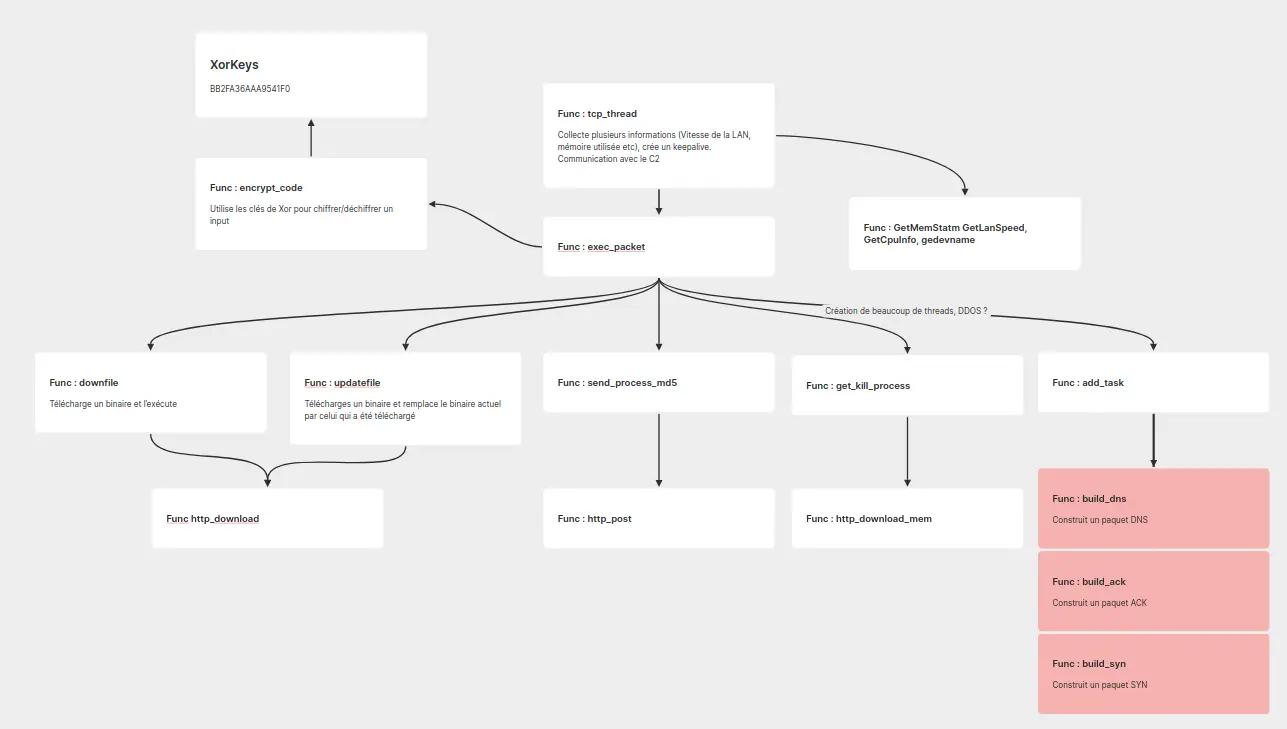 XorKeys
BB2FA36AAA9541F0
Func : tcp_thread
Collecte plusieurs informations (Vitesse de la LAN,
mémoire utilisée etc), crée un keepalive.
Communication avec le C2
Func : encrypt_code
Utilise les clés de Xor pour chiffrer/déchiffrer un
input
Func : exec_packet
Func : GetMemStatm GetLanSpeed,
GetCpuInfo, gedevname
Création de beaucoup de threads, DDOS ?
Func : downfile
Télécharge un binaire et l'exécute
Func : updatefile
Télécharges un binaire et remplace le binaire actuel
par celui qui a été téléchargé
Func : send_process_md5
Func : get_kill_process
Func : add_task
Func http_download
Func : http_post
Func : http_download_mem
Func : build_dns
Construit un paquet DNS
Func : build_ack
Construit un paquet ACK
Func : build_syn
Construit un paquet SYN